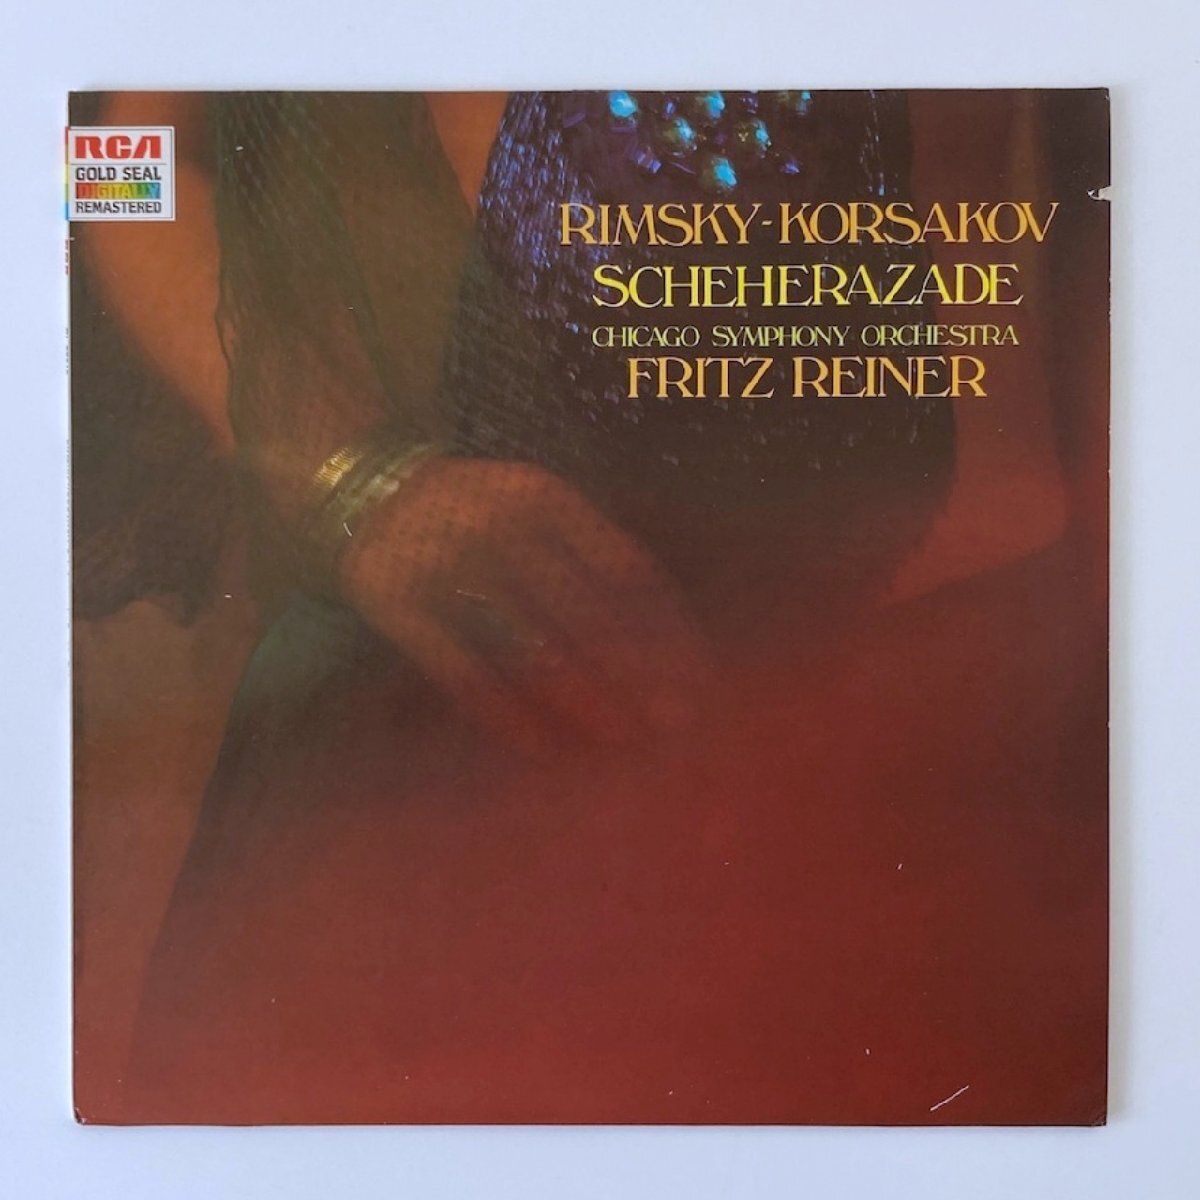 RCA
GOLD SEAL
DIGITALLY
REMASTERED
RIMSKY-KORSAKOV
SCHEHERAZADE
CHICAGO SYMPHONY ORCHESTRA
FRITZ REINER